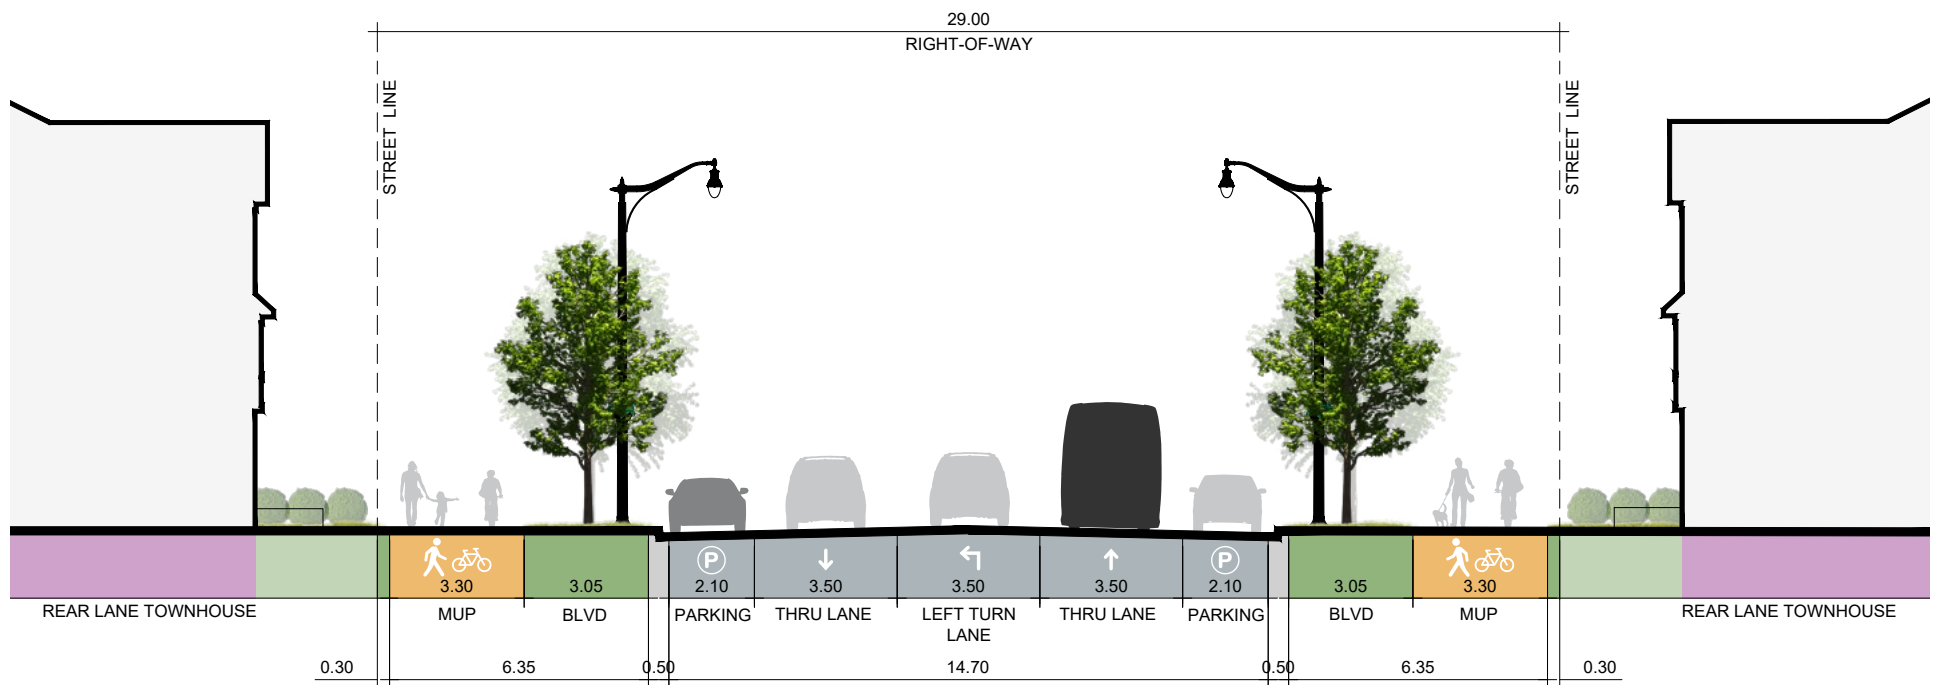 29.00
RIGHT-OF-WAY
STREET LINE
STREET LINE
P
P
3.30
3.05
2.10
3.50
3.50
3.50
2.10
3.05
3.30
REAR LANE TOWNHOUSE
MUP
BLVD
PARKING
THRU LANE
LEFT TURN
LANE
THRU LANE
PARKING
BLVD
MUP
REAR LANE TOWNHOUSE
0.30
6.35
0.50
14.70
0.50
6.35
0.30